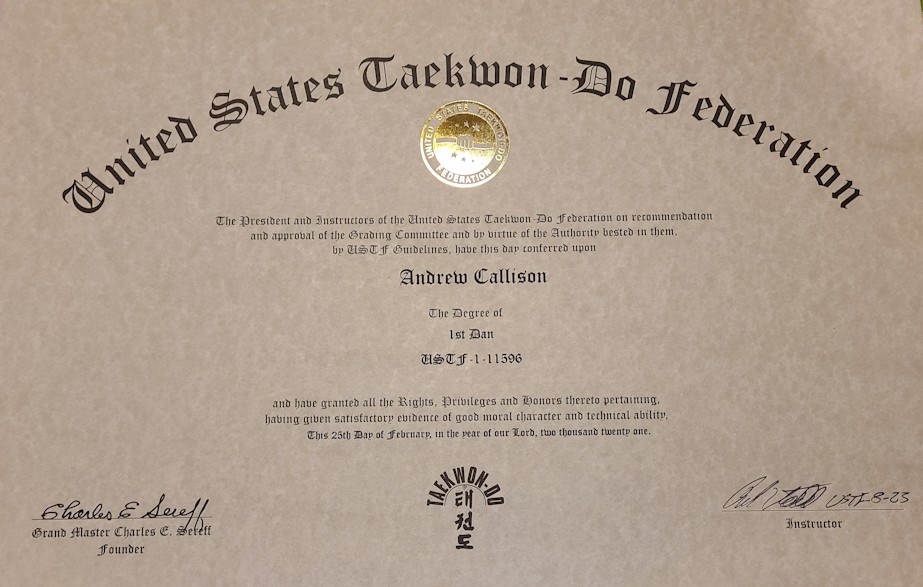 United States Taekwon-Do Federation
UNITED STATES TAEKWON-DO FEDERATION
The President and Instructors of the United States Taekwon-Do Federation on recommendation
and approval of the Grading Committee and by virtue of the Authority bested in them,
by USTF Guidelines, have this day conferred upon
Andrew Callison
The Degree of
1st Dan
USTF-1-11596
and have granted all the Rights, Privileges and Honors thereto pertaining,
having given satisfactory evidence of good moral character and technical ability,
This 25th Day of February, in the year of our Lord, two thousand twenty one.
TAEKWON-DO
태
권
도
Charles E Sereff
Grand Master Charles E. Sereff
Founder
USTF-8-23
Instructor